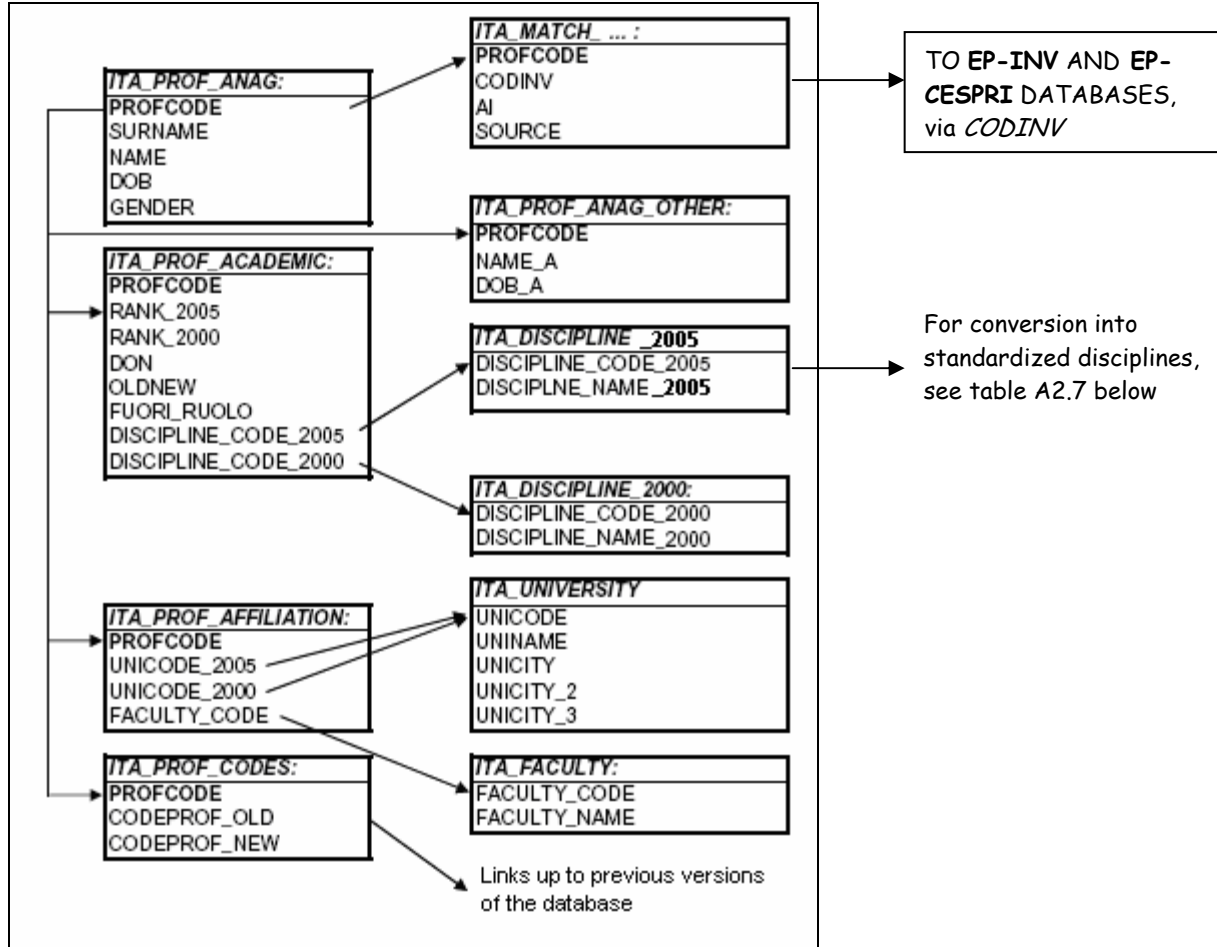 ITA_PROF_ANAG:
PROFCODE
SURNAME
NAME
DOB
GENDER
ITA_PROF_ACADEMIC:
PROFCODE
RANK_2005
RANK_2000
DON
OLDNEW
FUORI_RUOLO
DISCIPLINE_CODE_2005
DISCIPLINE_CODE_2000
ITA_PROF_AFFILIATION:
PROFCODE
UNICODE_2005
UNICODE_2000
FACULTY_CODE
ITA_PROF_CODES:
PROFCODE
CODEPROF_OLD
CODEPROF_NEW
ITA_MATCH_ ... :
PROFCODE
CODINV
AI
SOURCE
ITA_PROF_ANAG_OTHER:
PROFCODE
NAME_A
DOB_A
ITA_DISCIPLINE _2005
DISCIPLINE_CODE_2005
DISCIPLNE_NAME _2005
ITA_DISCIPLINE_2000:
DISCIPLINE_CODE_2000
DISCIPLINE_NAME_2000
ITA_UNIVERSITY
UNICODE
UNINAME
UNICITY
UNICITY_2
UNICITY_3
ITA_FACULTY:
FACULTY_CODE
FACULTY_NAME
Links up to previous versions
of the database
TO EP-INV AND EP-
CESPRI DATABASES,
via CODINV
For conversion into
standardized disciplines,
see table A2.7 below